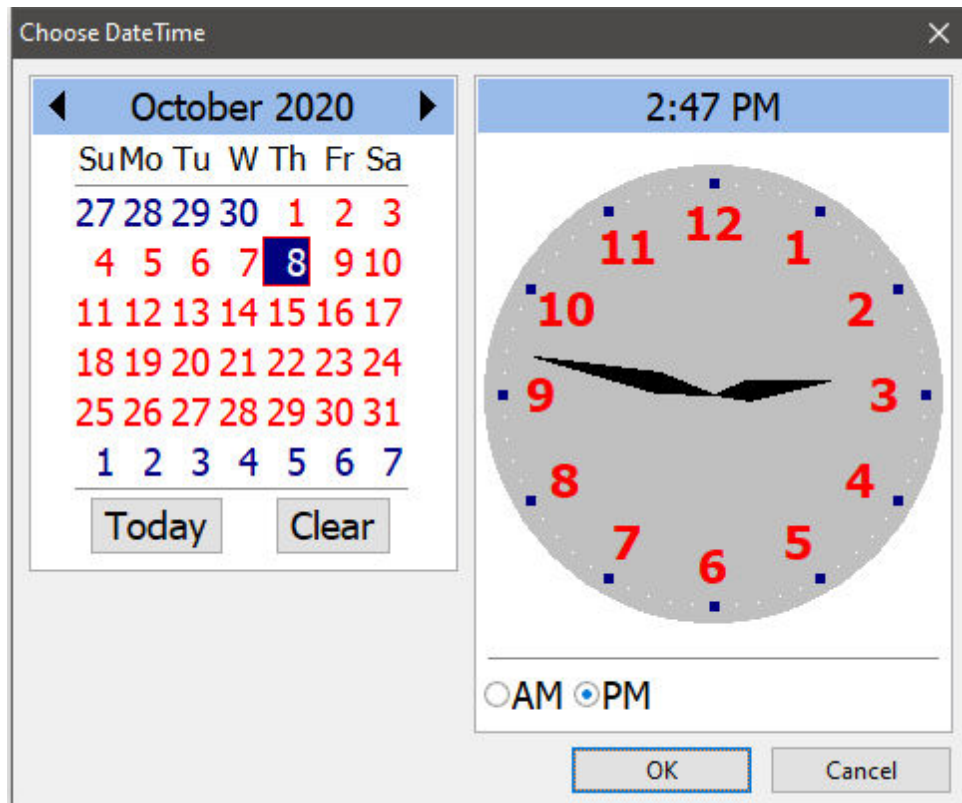 Choose DateTime
October 2020
Su Mo Tu W Th Fr Sa
27 28 29 30 1 2 3
4 5 6 7 8 9 10
11 12 13 14 15 16 17
18 19 20 21 22 23 24
25 26 27 28 29 30 31
1 2 3 4 5 6 7
Today Clear
2:47 PM
12
11 1
10 2
9 3
8 4
7 5
6
AM PM
OK Cancel